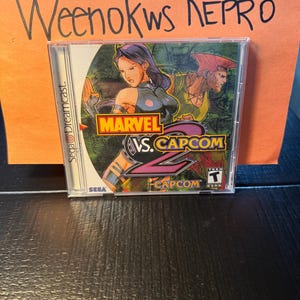 Weenokws Repro
Sega Dreamcast
MARVEL
VS. CAPCOM
2
SEGA
CAPCOM
T